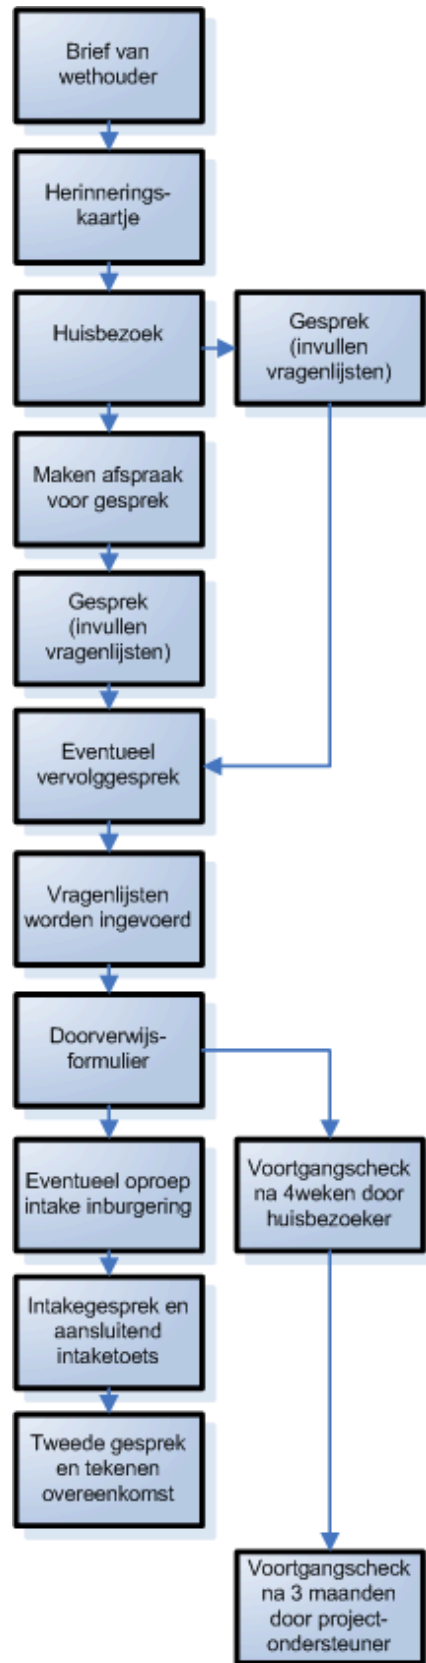 Brief van
wethouder
Herinnerings-
kaartje
Huisbezoek
Gesprek
(invullen
vragenlijsten)
Maken afspraak
voor gesprek
Gesprek
(invullen
vragenlijsten)
Eventueel
vervolggesprek
Vragenlijsten
worden ingevoerd
Doorverwijs-
formulier
Eventueel oproep
intake inburgering
Voortgangscheck
na 4weken door
huisbezoeker
Intakegesprek en
aansluitend
intaketoets
Tweede gesprek
en tekenen
overeenkomst
Voortgangscheck
na 3 maanden
door project-
ondersteuner